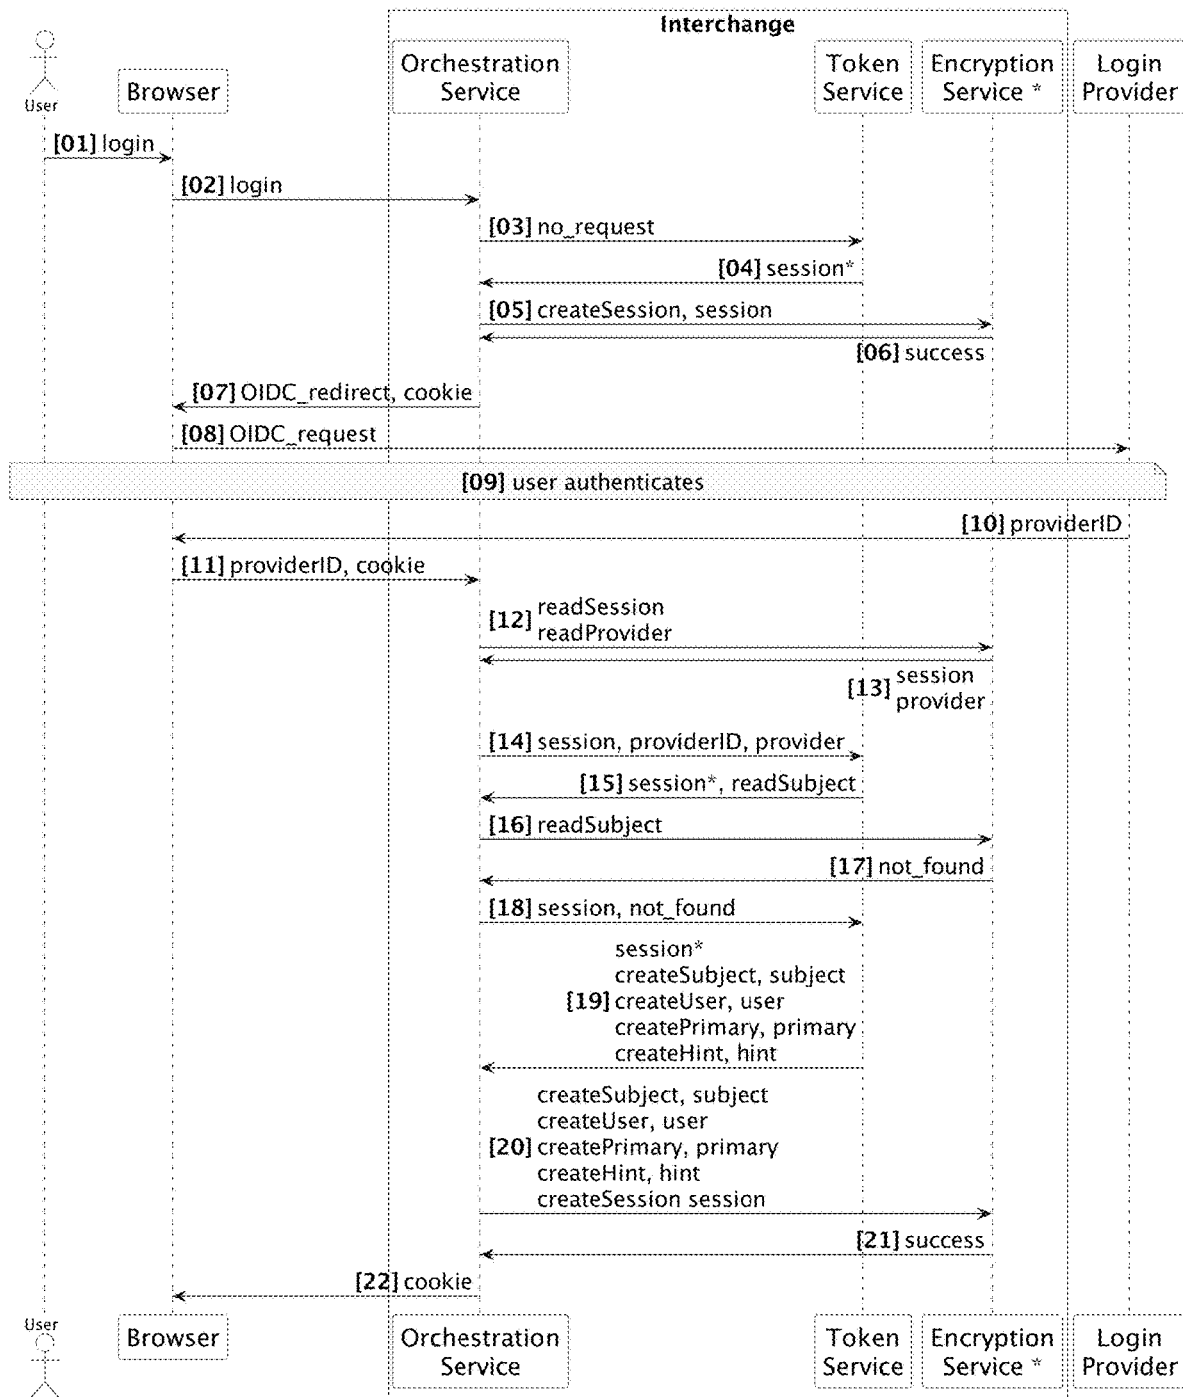 Interchange
User
Browser
Orchestration
Service
Token
Service
Encryption
Service *
Login
Provider
[01] login
[02] login
[03] no_request
[04] session*
[05] createSession, session
[06] success
[07] OIDC_redirect, cookie
[08] OIDC_request
[09] user authenticates
[10] providerID
[11] providerID, cookie
[12] readSession
readProvider
[13] session
provider
[14] session, providerID, provider
[15] session*, readSubject
[16] readSubject
[17] not_found
[18] session, not_found
session*
createSubject, subject
[19] createUser, user
createPrimary, primary
createHint, hint
createSubject, subject
createUser, user
[20] createPrimary, primary
createHint, hint
createSession session
[21] success
[22] cookie
User
Browser
Orchestration
Service
Token
Service
Encryption
Service *
Login
Provider